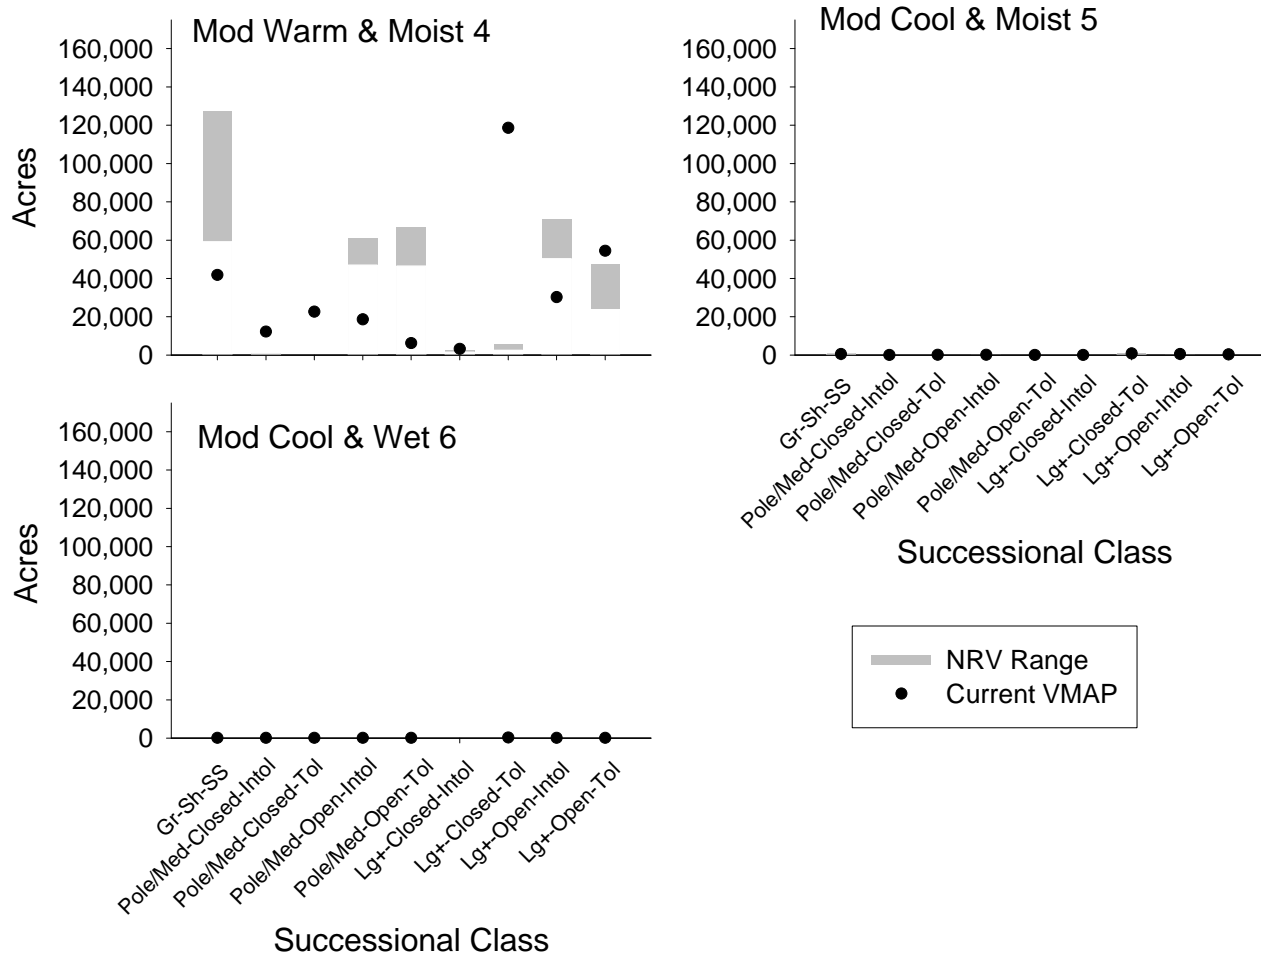 Mod Warm & Moist 4
160,000
140,000
120,000
100,000
80,000
60,000
40,000
20,000
0
Acres
Mod Cool & Moist 5
160,000
140,000
120,000
100,000
80,000
60,000
40,000
20,000
0
Gr-Sh-SS
Pole/Med-Closed-Intol
Pole/Med-Closed-Tol
Pole/Med-Open-Intol
Pole/Med-Open-Tol
Lg+-Closed-Intol
Lg+-Closed-Tol
Lg+-Open-Intol
Lg+-Open-Tol
Successional Class
Mod Cool & Wet 6
160,000
140,000
120,000
100,000
80,000
60,000
40,000
20,000
0
Acres
Gr-Sh-SS
Pole/Med-Closed-Intol
Pole/Med-Closed-Tol
Pole/Med-Open-Intol
Pole/Med-Open-Tol
Lg+-Closed-Intol
Lg+-Closed-Tol
Lg+-Open-Intol
Lg+-Open-Tol
Successional Class
NRV Range
Current VMAP